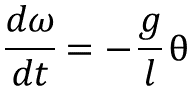 dω/dt = − g/l θ